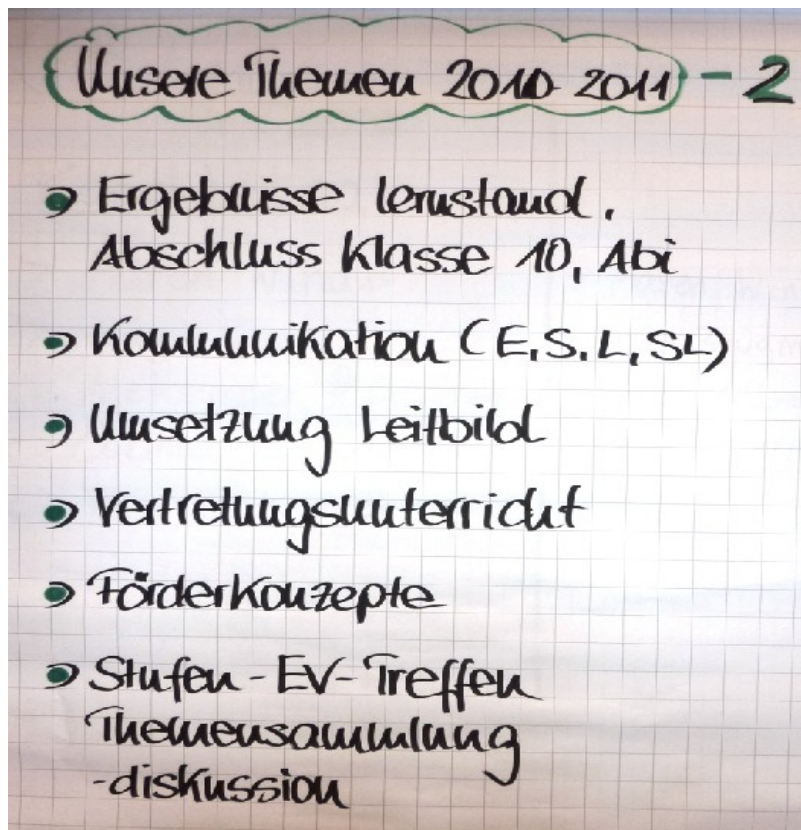 Unsere Themen 2010 2011 - 2
Ergebnisse Lernstand,
Abschluss Klasse 10, Abi
Kommunikation (E, S, L, SL)
Umsetzung Leitbild
Vertretungsunterricht
Förderkonzepte
Stufen-EV-Treffen
Themensammlung
-diskussion